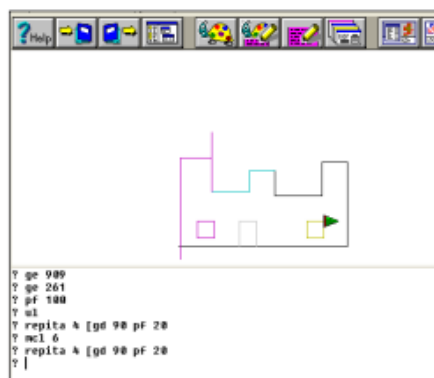 ?Help
? ge 909
? ge 261
? pf 100
? ul
? repita 4 [gd 90 pf 20
? mcl 6
? repita 4 [gd 90 pf 20
?